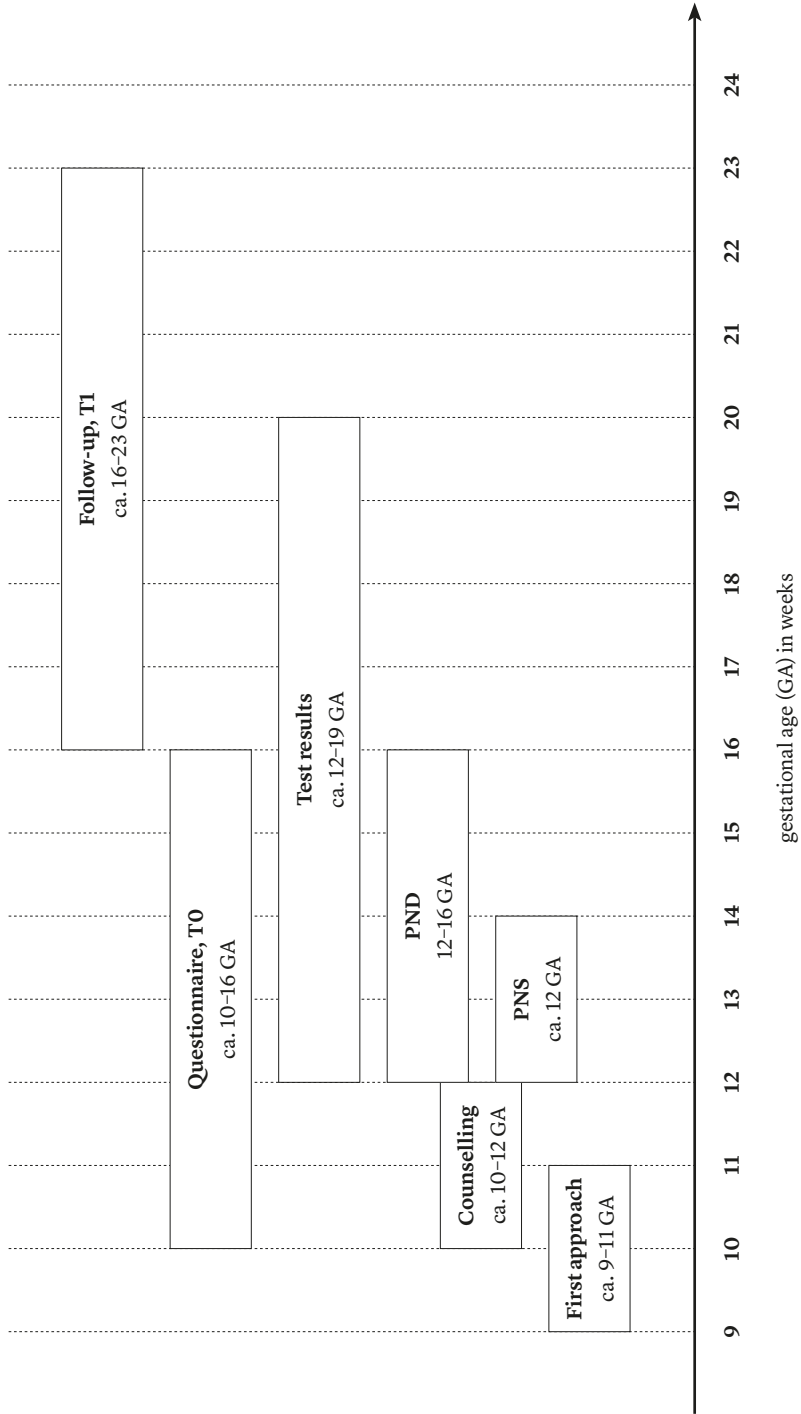 Follow-up, T1
ca. 16–23 GA
Questionnaire, T0
ca. 10–16 GA
Test results
ca. 12–19 GA
PND
12–16 GA
Counselling
ca. 10–12 GA
PNS
ca. 12 GA
First approach
ca. 9–11 GA
9 10 11 12 13 14 15 16 17 18 19 20 21 22 23 24
gestational age (GA) in weeks